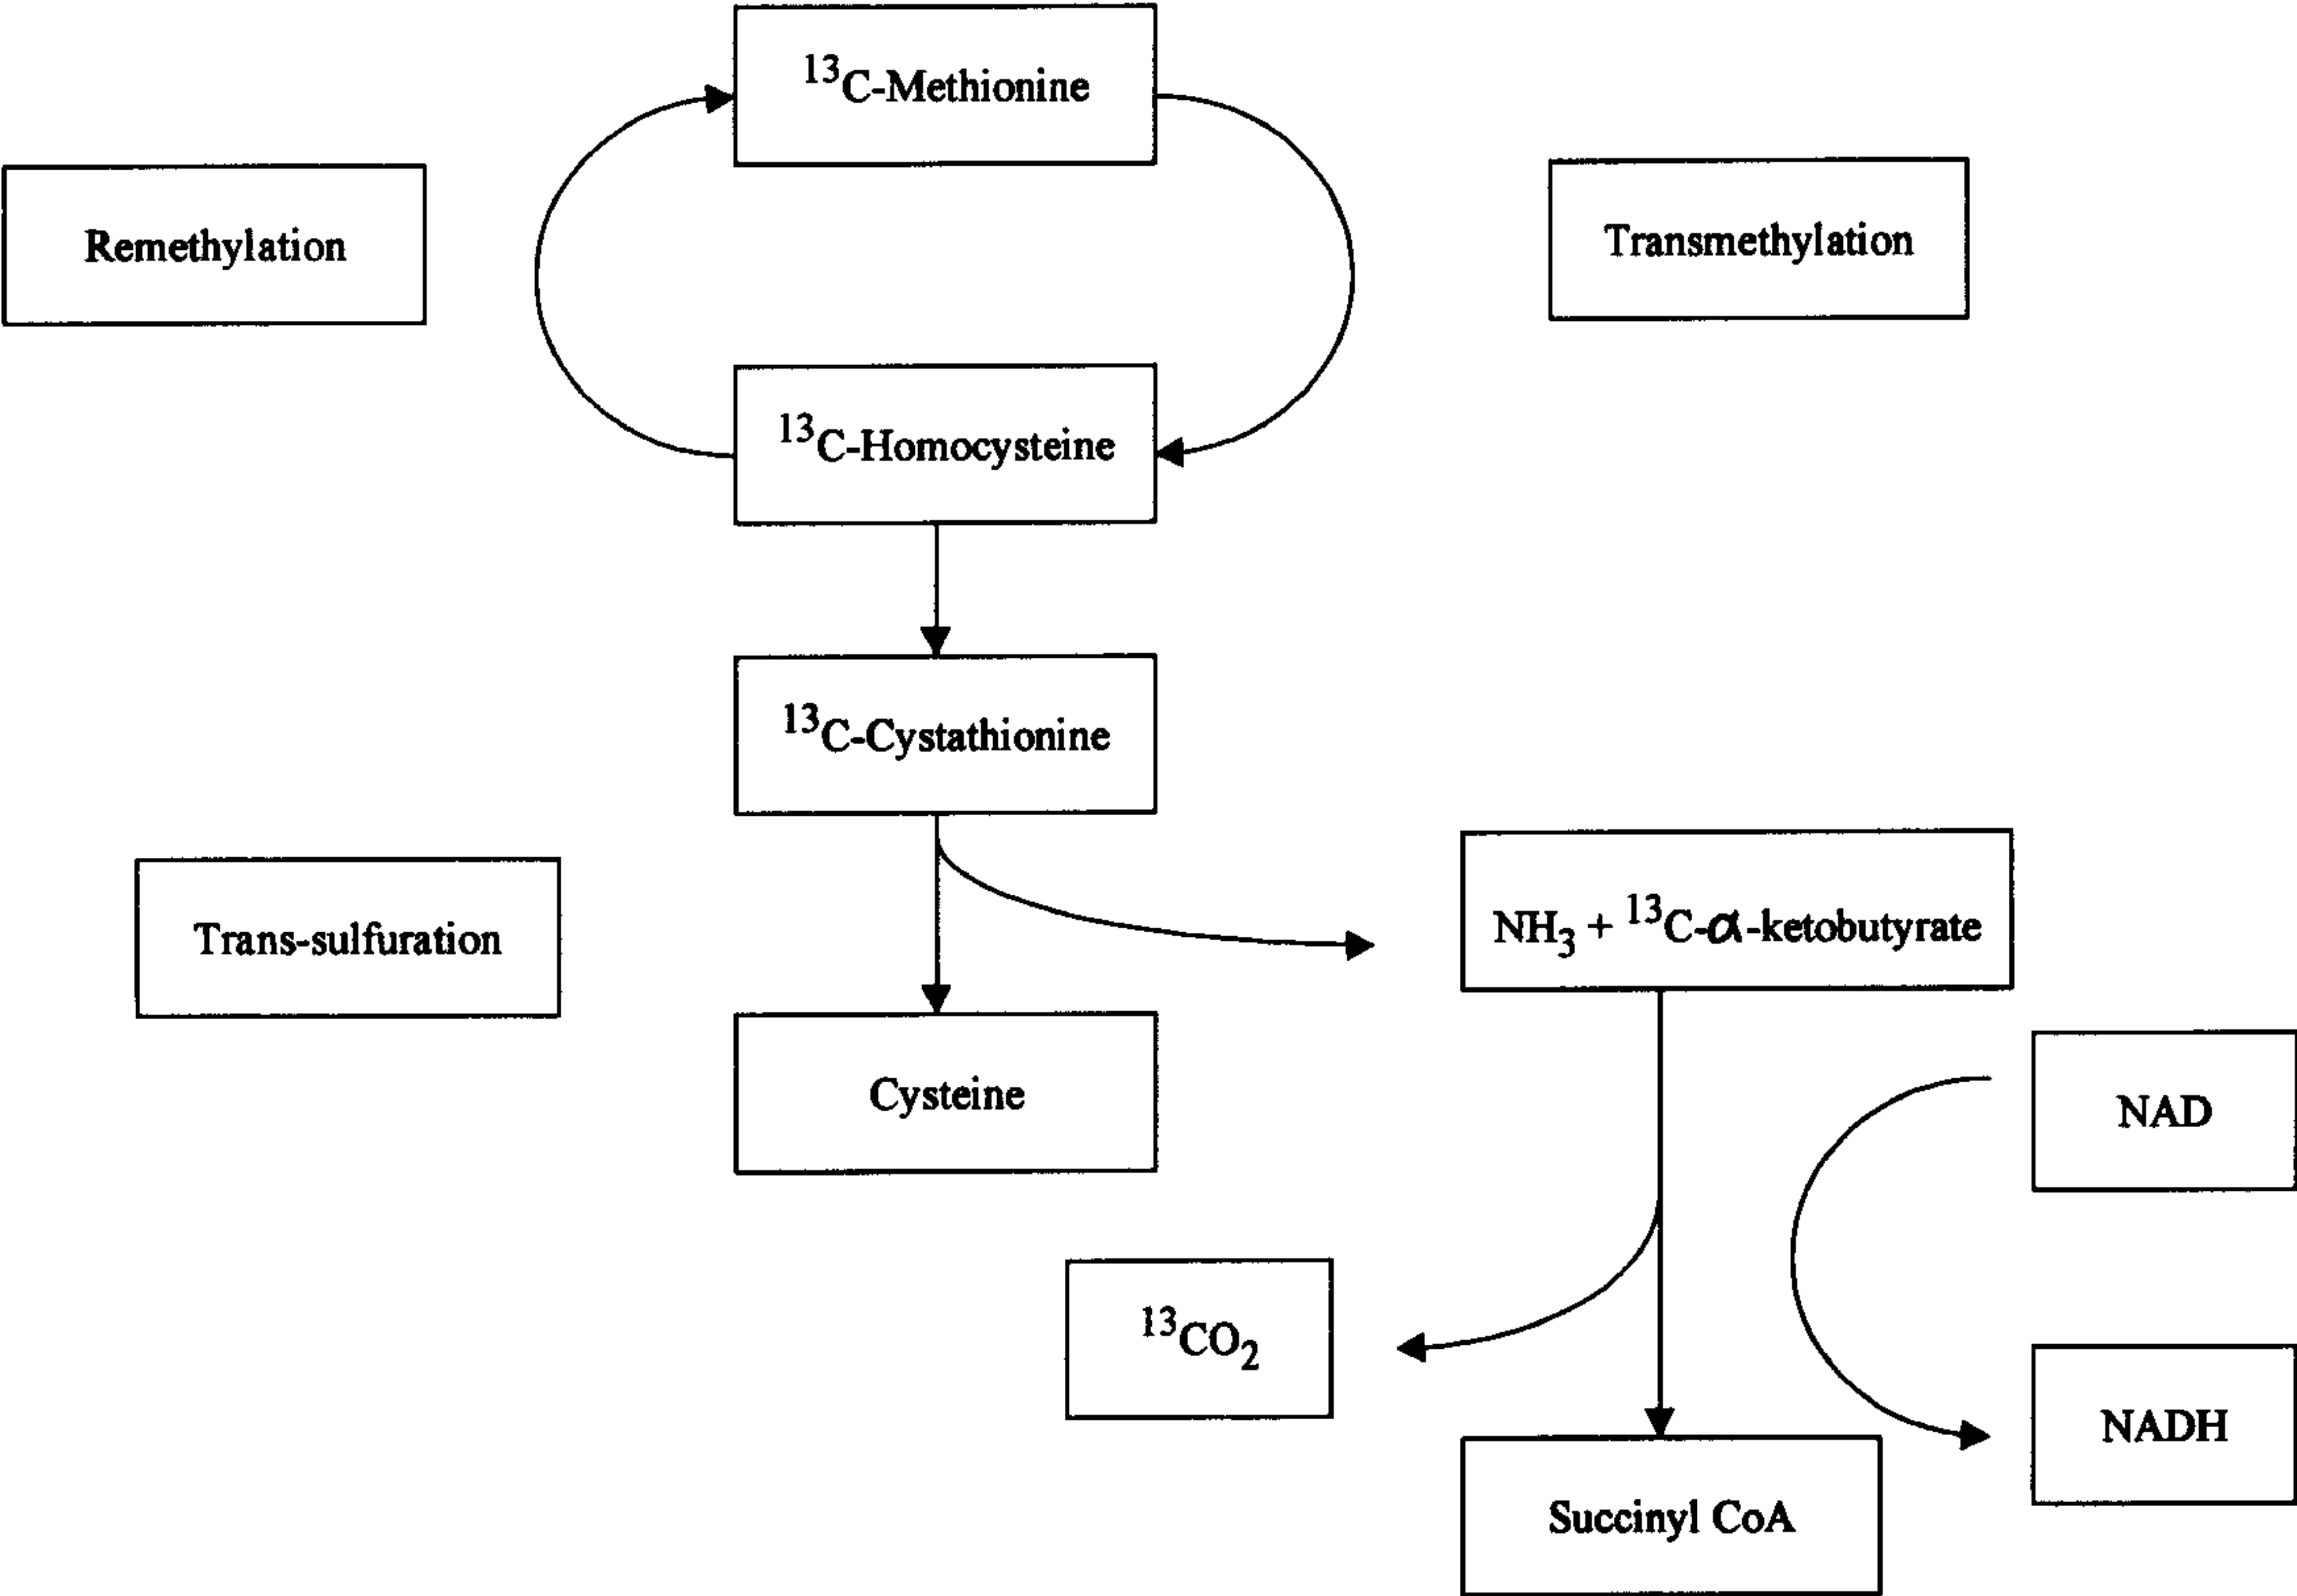 ¹³C-Methionine
Remethylation
Transmethylation
¹³C-Homocysteine
¹³C-Cystathionine
Trans-sulfuration
NH₃ + ¹³C-α-ketobutyrate
Cysteine
NAD
¹³CO₂
NADH
Succinyl CoA